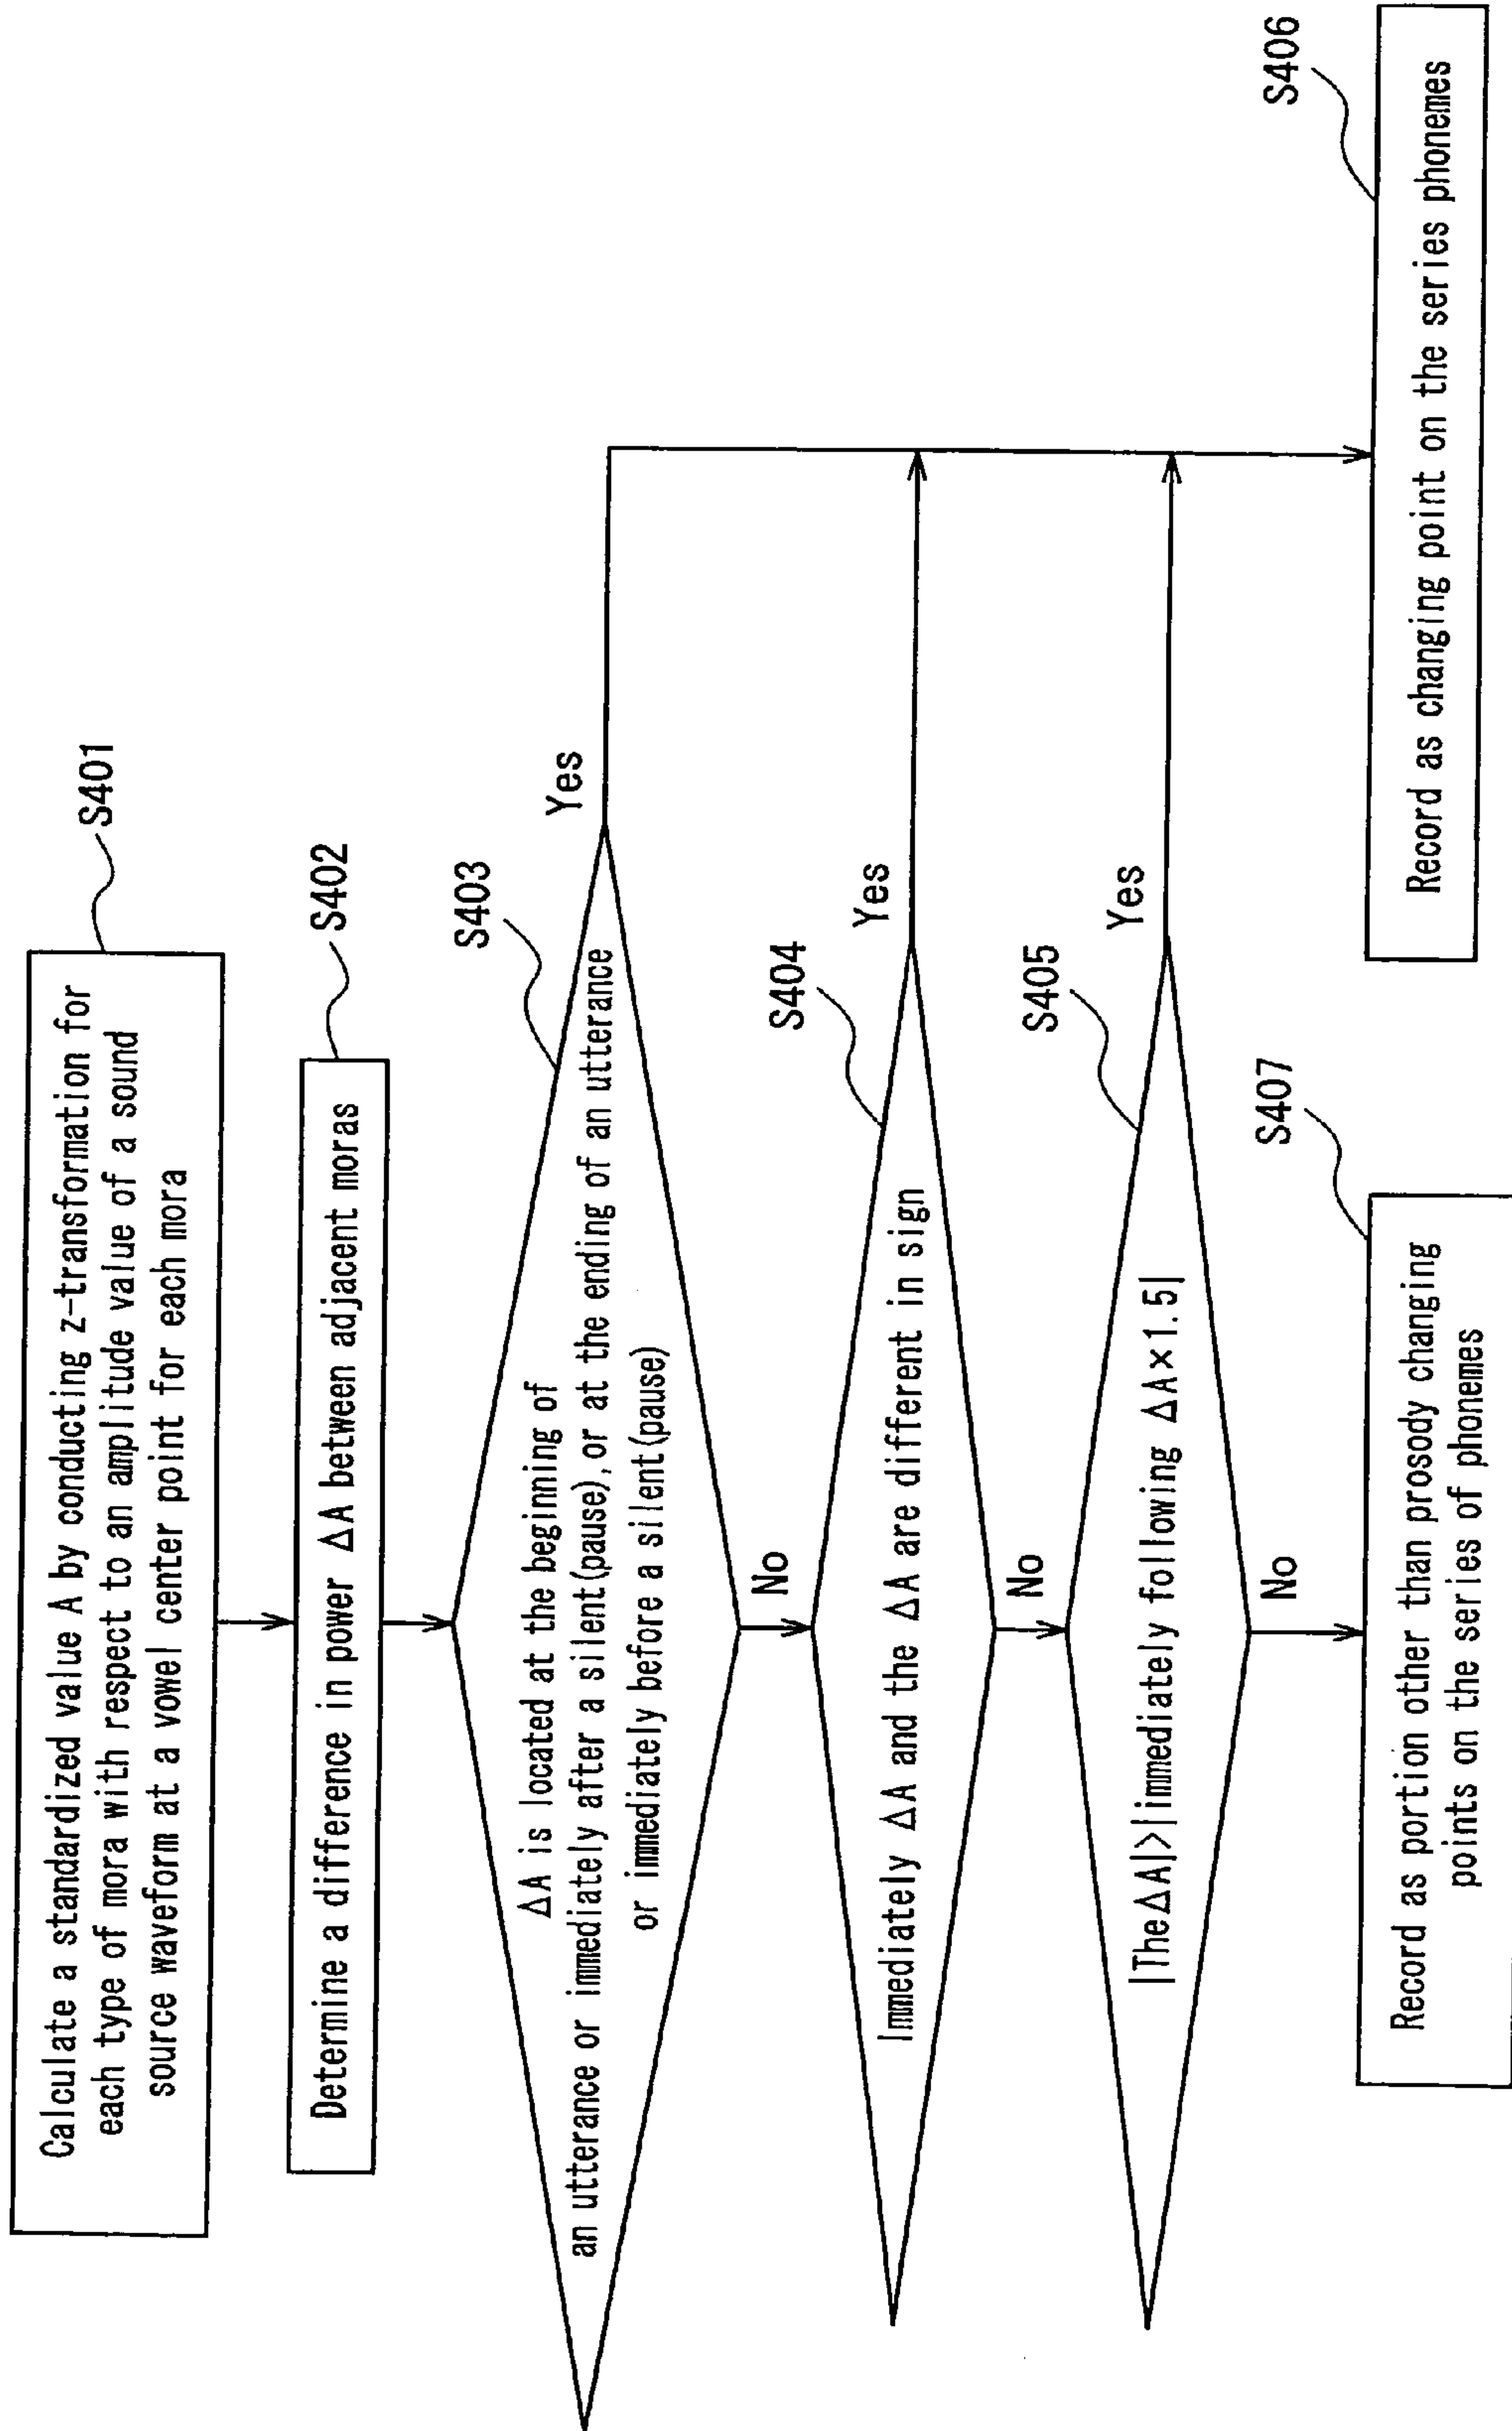 Calculate a standardized value A by conducting z-transformation for
each type of mora with respect to an amplitude value of a sound
source waveform at a vowel center point for each mora
S401
Determine a difference in power ΔA between adjacent moras
S402
ΔA is located at the beginning of
an utterance or immediately after a silent(pause), or at the ending of an utterance
or immediately before a silent(pause)
S403
Yes
No
Immediately ΔA and the ΔA are different in sign
S404
Yes
No
|The ΔA|>|immediately following ΔA×1.5|
S405
Yes
No
Record as changing point on the series phonemes
S406
Record as portion other than prosody changing
points on the series of phonemes
S407